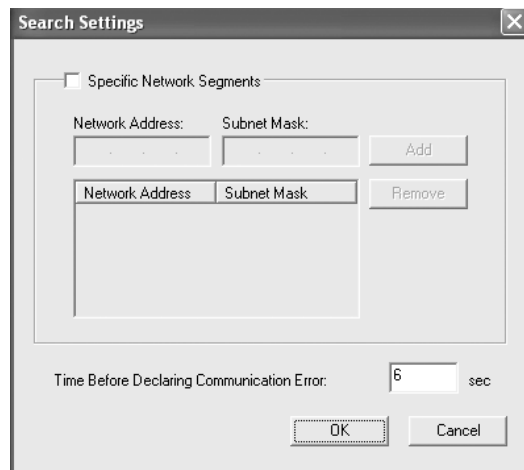 Search Settings
Specific Network Segments
Network Address: Subnet Mask:
Add
Network Address Subnet Mask
Remove
Time Before Declaring Communication Error: 6 sec
OK Cancel